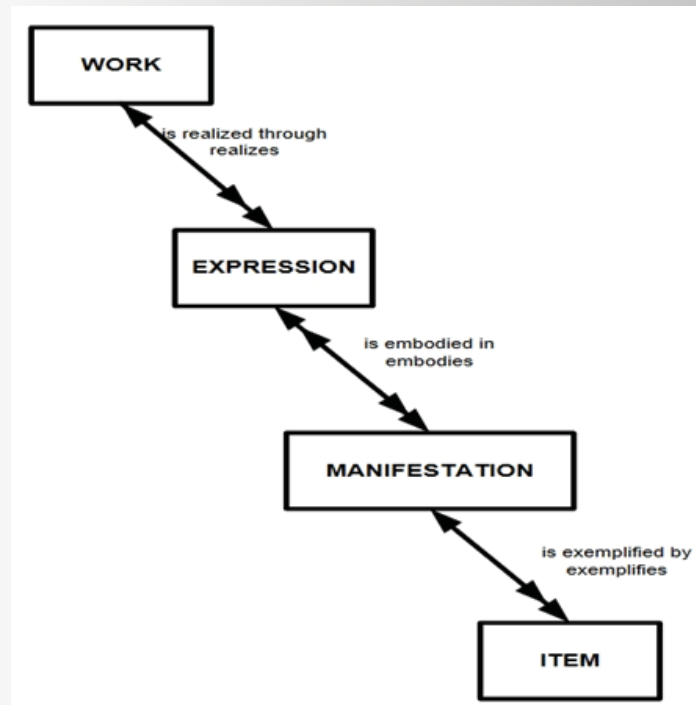 WORK
is realized through
realizes
EXPRESSION
is embodied in
embodies
MANIFESTATION
is exemplified by
exemplifies
ITEM